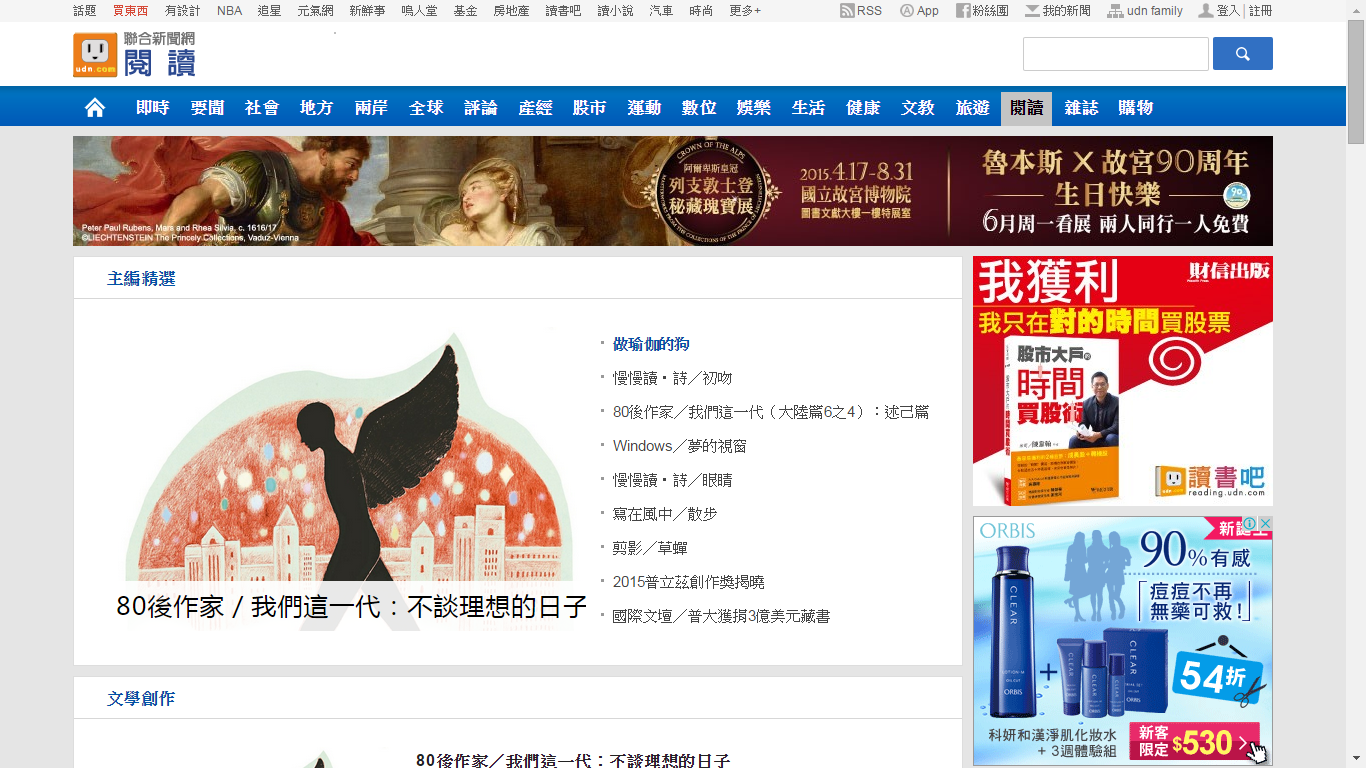 話題 買東西 有設計 NBA 追星 元氣網 新鮮事 鳴人堂 基金 房地產 讀書吧 讀小說 汽車 時尚 更多+ RSS App 粉絲團 我的新聞 udn family 登入 | 註冊
udn.com 聯合新聞網
閱讀
即時 要聞 社會 地方 兩岸 全球 評論 產經 股市 運動 數位 娛樂 生活 健康 文教 旅遊 閱讀 雜誌 購物
Peter Paul Rubens, Mars and Rhea Silvia, c. 1616/17
©LIECHTENSTEIN The Princely Collections, Vaduz-Vienna
CROWN OF THE ALPS
阿爾卑斯皇冠
列支敦士登
秘藏瑰寶展
2015.4.17-8.31
國立故宮博物院
圖書文獻大樓一樓特展室
魯本斯 X 故宮90周年
生日快樂
6月周一看展 兩人同行一人免費
主編精選
80後作家／我們這一代：不談理想的日子
做瑜伽的狗
慢慢讀‧詩／初吻
80後作家／我們這一代（大陸篇6之4）：述己篇
Windows／夢的視窗
慢慢讀‧詩／眼睛
寫在風中／散步
剪影／草蟬
2015普立茲創作獎揭曉
國際文壇／普大獲捐3億美元藏書
我獲利
財信出版
我只在對的時間買股票
股市大戶的
時間
買股術
讀書吧
reading.udn.com
ORBIS
新誕生
90%有感
痘痘不再
無藥可救!
CLEAR
ORBIS
54折
科妍和漢淨肌化妝水
+ 3週體驗組
新客
限定 $530
文學創作
80後作家／我們這一代：不談理想的日子